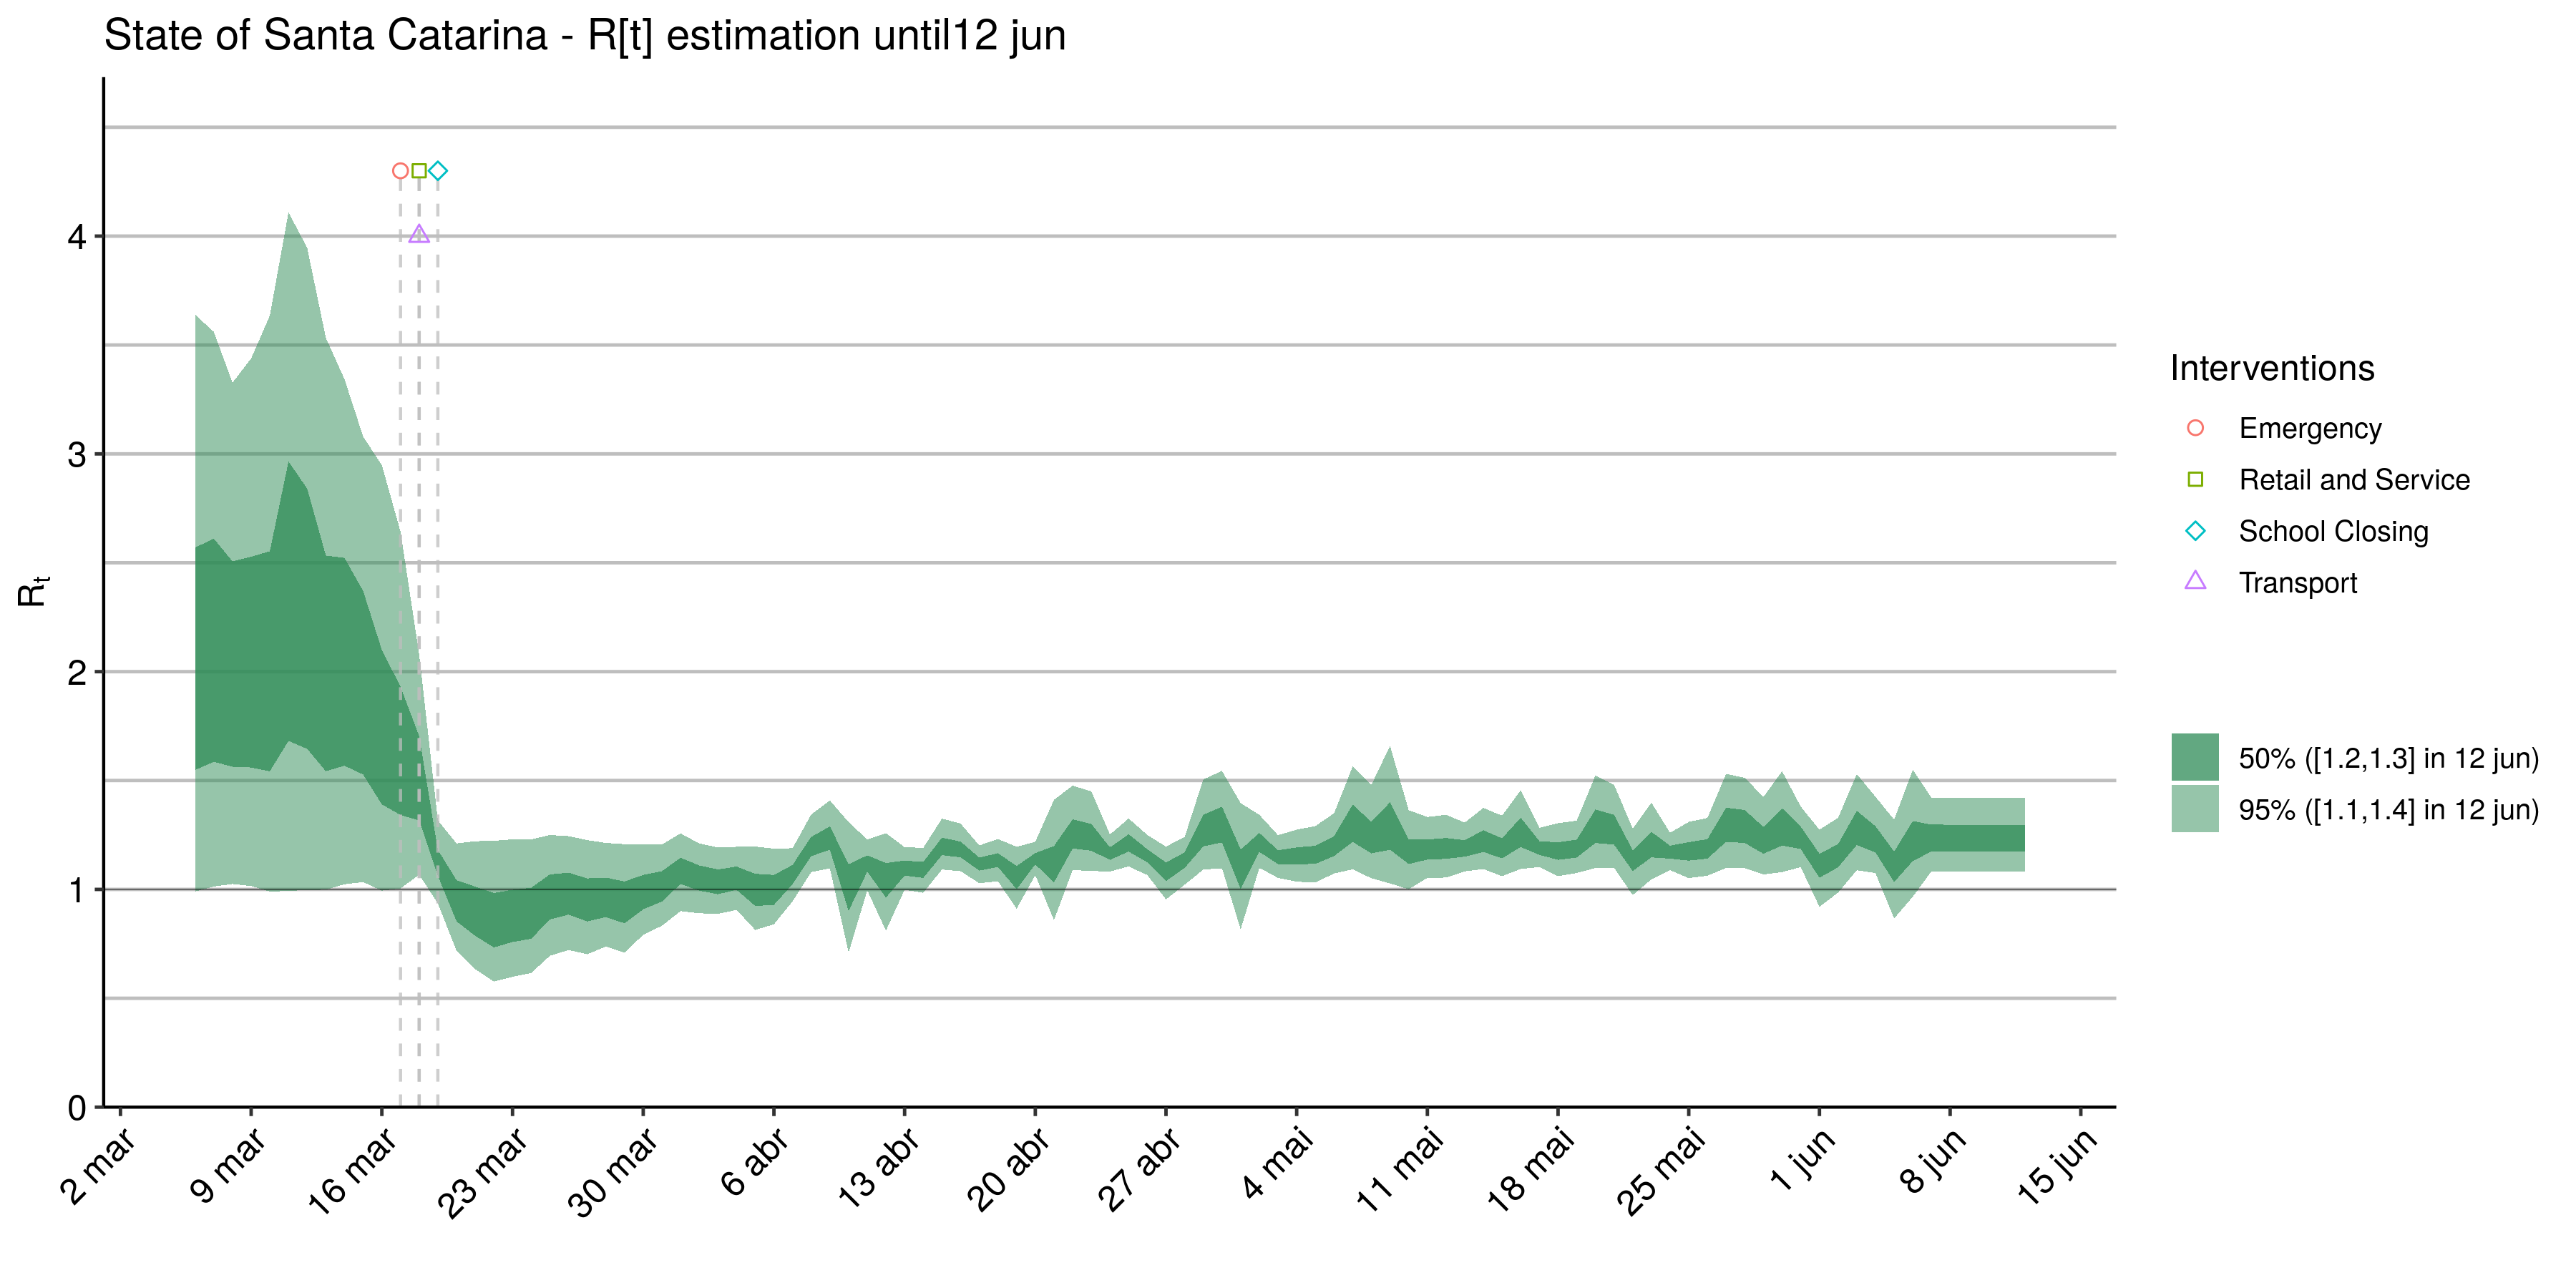 State of Santa Catarina - R[t] estimation until12 jun
4
3
2
1
0
Rt
2 mar
9 mar
16 mar
23 mar
30 mar
6 abr
13 abr
20 abr
27 abr
4 mai
11 mai
18 mai
25 mai
1 jun
8 jun
15 jun
Interventions
Emergency
Retail and Service
School Closing
Transport
50% ([1.2,1.3] in 12 jun)
95% ([1.1,1.4] in 12 jun)